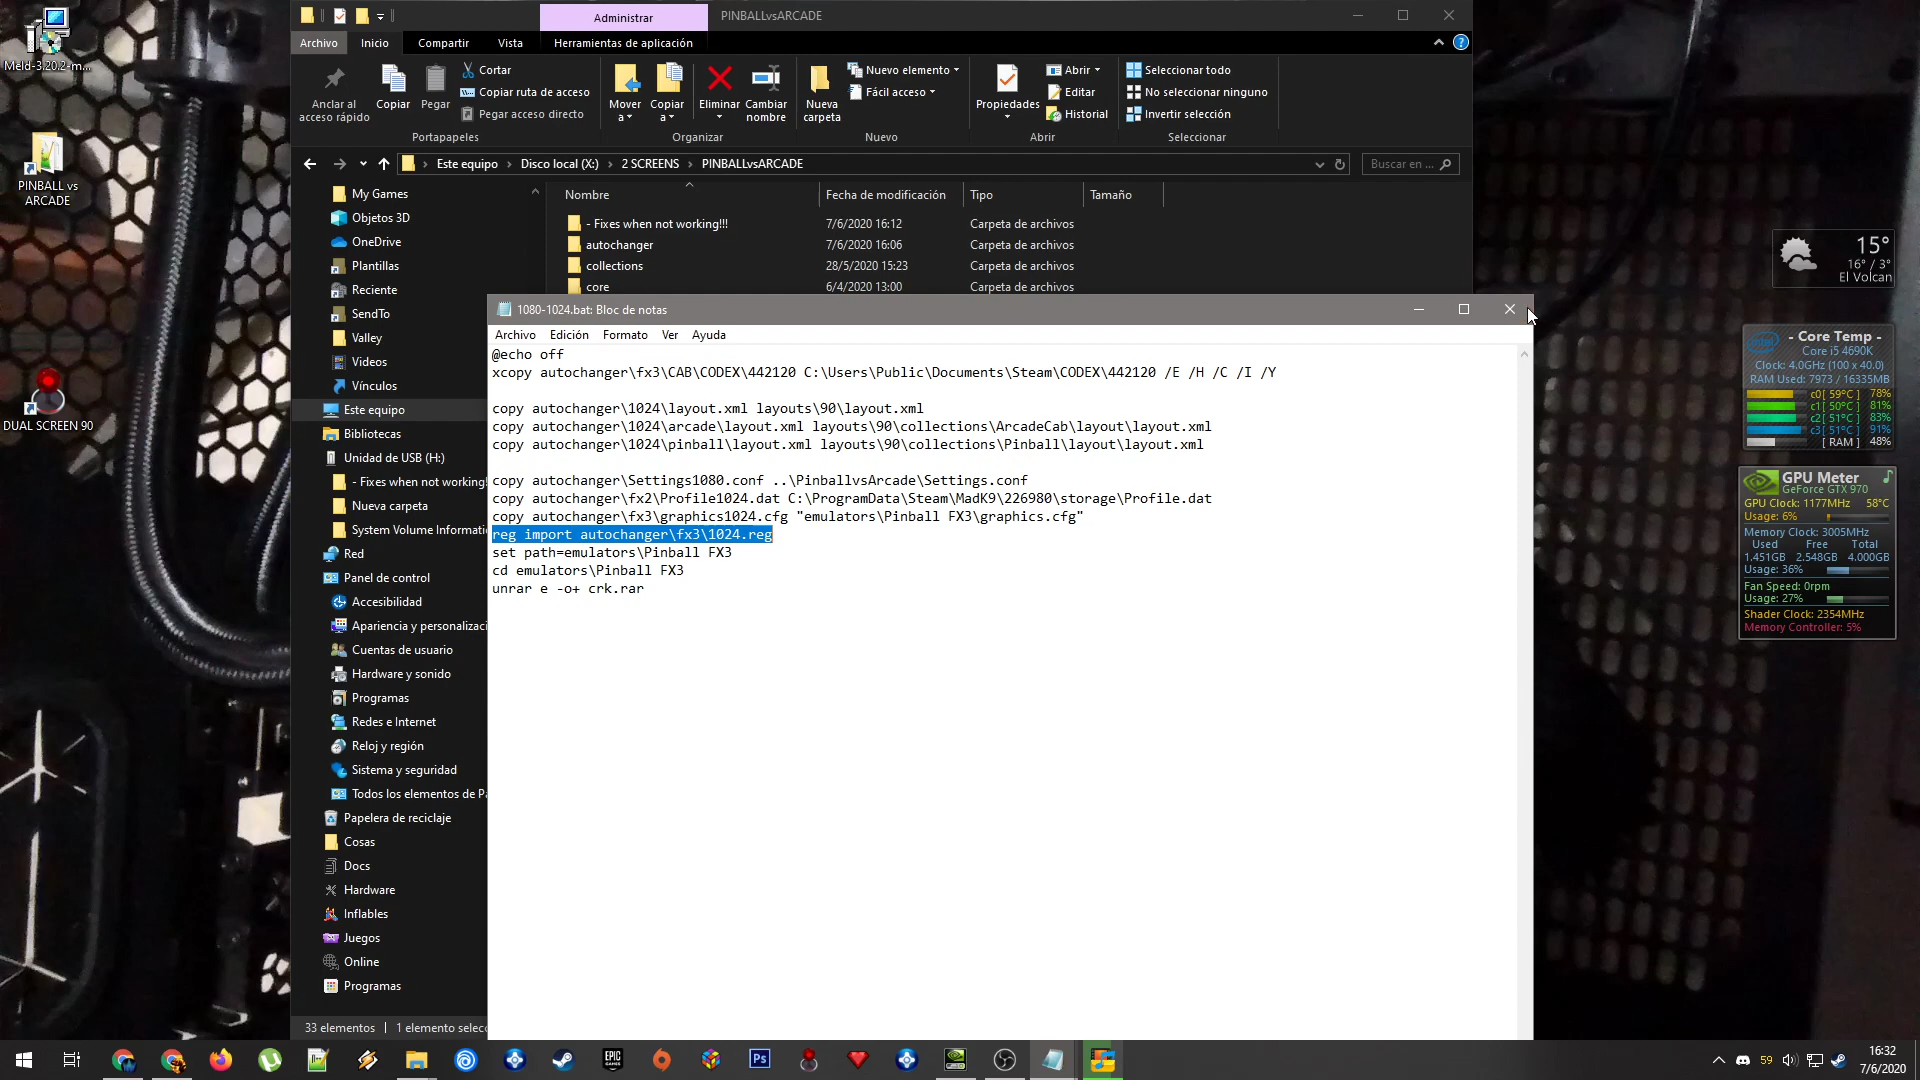 Administrar
PINBALLvsARCADE
Archivo
Inicio
Compartir
Vista
Herramientas de aplicación
Anclar al
acceso rápido
Copiar
Pegar
Cortar
Copiar ruta de acceso
Pegar acceso directo
Portapapeles
Mover
a
Copiar
a
Eliminar
Cambiar
nombre
Organizar
Nueva
carpeta
Nuevo elemento
Fácil acceso
Nuevo
Propiedades
Abrir
Editar
Historial
Abrir
Seleccionar todo
No seleccionar ninguno
Invertir selección
Seleccionar
Este equipo > Disco local (X:) > 2 SCREENS > PINBALLvsARCADE
Buscar en ...
Nombre
Fecha de modificación
Tipo
Tamaño
- Fixes when not working!!! 7/6/2020 16:12 Carpeta de archivos
autochanger 7/6/2020 16:06 Carpeta de archivos
collections 28/5/2020 15:23 Carpeta de archivos
core 6/4/2020 13:00 Carpeta de archivos
My Games
Objetos 3D
OneDrive
Plantillas
Reciente
SendTo
Valley
Videos
Vínculos
Este equipo
Bibliotecas
Unidad de USB (H:)
- Fixes when not working!
Nueva carpeta
System Volume Informati
Red
Panel de control
Accesibilidad
Apariencia y personalizaci
Cuentas de usuario
Hardware y sonido
Programas
Redes e Internet
Reloj y región
Sistema y seguridad
Todos los elementos de Pa
Papelera de reciclaje
Cosas
Docs
Hardware
Inflables
Juegos
Online
Programas
33 elementos
1 elemento selecc
1080-1024.bat: Bloc de notas
Archivo Edición Formato Ver Ayuda
@echo off
xcopy autochanger\fx3\CAB\CODEX\442120 C:\Users\Public\Documents\Steam\CODEX\442120 /E /H /C /I /Y
copy autochanger\1024\layout.xml layouts\90\layout.xml
copy autochanger\1024\arcade\layout.xml layouts\90\collections\ArcadeCab\layout\layout.xml
copy autochanger\1024\pinball\layout.xml layouts\90\collections\Pinball\layout\layout.xml
copy autochanger\Settings1080.conf ..\PinballvsArcade\Settings.conf
copy autochanger\fx2\Profile1024.dat C:\ProgramData\Steam\MadK9\226980\storage\Profile.dat
copy autochanger\fx3\graphics1024.cfg "emulators\Pinball FX3\graphics.cfg"
reg import autochanger\fx3\1024.reg
set path=emulators\Pinball FX3
cd emulators\Pinball FX3
unrar e -o+ crk.rar
Meld-3.20.2-m...
PINBALL vs
ARCADE
DUAL SCREEN 90
15°
16° / 3°
El Volcan
- Core Temp -
Core i5 4690K
Clock: 4.0GHz (100 x 40.0)
RAM Used: 7973 / 16335MB
c0[ 59°C ] 78%
c1[ 50°C ] 81%
c2[ 51°C ] 83%
c3[ 51°C ] 91%
[ RAM ] 48%
GPU Meter
GeForce GTX 970
GPU Clock: 1177MHz 58°C
Usage: 6%
Memory Clock: 3005MHz
Used Free Total
1.451GB 2.548GB 4.000GB
Usage: 36%
Fan Speed: 0rpm
Usage: 27%
Shader Clock: 2354MHz
Memory Controller: 5%
EPIC
GAMES
Ps
59
16:32
7/6/2020